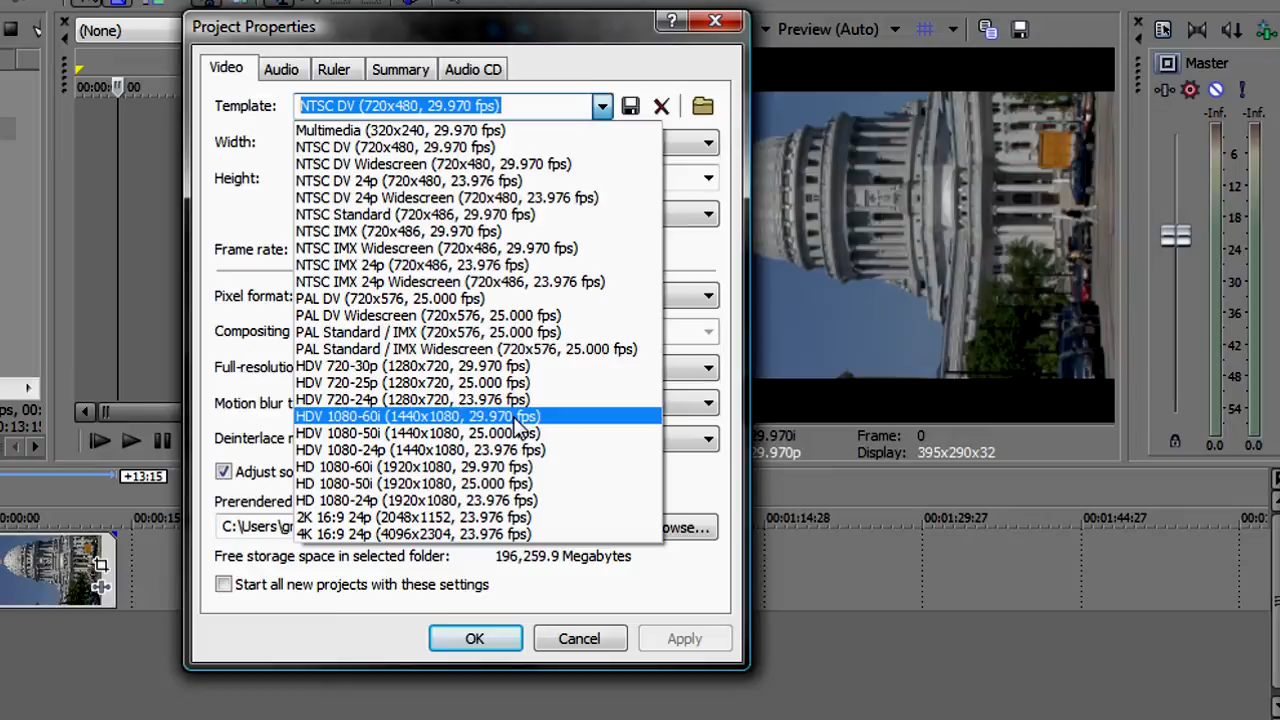 Project Properties
(None)
Preview (Auto)
00:00: 00
Video
Audio
Ruler
Summary
Audio CD
Master
Template:
NTSC DV (720x480, 29.970 fps)
Multimedia (320x240, 29.970 fps)
NTSC DV (720x480, 29.970 fps)
NTSC DV Widescreen (720x480, 29.970 fps)
NTSC DV 24p (720x480, 23.976 fps)
NTSC DV 24p Widescreen (720x480, 23.976 fps)
NTSC Standard (720x486, 29.970 fps)
NTSC IMX (720x486, 29.970 fps)
NTSC IMX Widescreen (720x486, 29.970 fps)
NTSC IMX 24p (720x486, 23.976 fps)
NTSC IMX 24p Widescreen (720x486, 23.976 fps)
PAL DV (720x576, 25.000 fps)
PAL DV Widescreen (720x576, 25.000 fps)
PAL Standard / IMX (720x576, 25.000 fps)
PAL Standard / IMX Widescreen (720x576, 25.000 fps)
HDV 720-30p (1280x720, 29.970 fps)
HDV 720-25p (1280x720, 25.000 fps)
HDV 720-24p (1280x720, 23.976 fps)
HDV 1080-60i (1440x1080, 29.970 fps)
HDV 1080-50i (1440x1080, 25.000 fps)
HDV 1080-24p (1440x1080, 23.976 fps)
HD 1080-60i (1920x1080, 29.970 fps)
HD 1080-50i (1920x1080, 25.000 fps)
HD 1080-24p (1920x1080, 23.976 fps)
2K 16:9 24p (2048x1152, 23.976 fps)
4K 16:9 24p (4096x2304, 23.976 fps)
Width:
Height:
Frame rate:
Pixel format:
Compositing
Full-resolutio
Motion blur t
Deinterlace
Adjust so
Prerendered
C:\Users\gr
owse...
Free storage space in selected folder: 196,259.9 Megabytes
Start all new projects with these settings
OK
Cancel
Apply
-Inf. -Inf.
6
12
18
24
30
36
42
48
54
0.0 0.0
29.970i
29.970p
Frame: 0
Display: 395x290x32
ps, 00:
13:15
+13:15
00:00
00:00:15
00:01:14:28
00:01:29:27
00:01:44:27
00:0